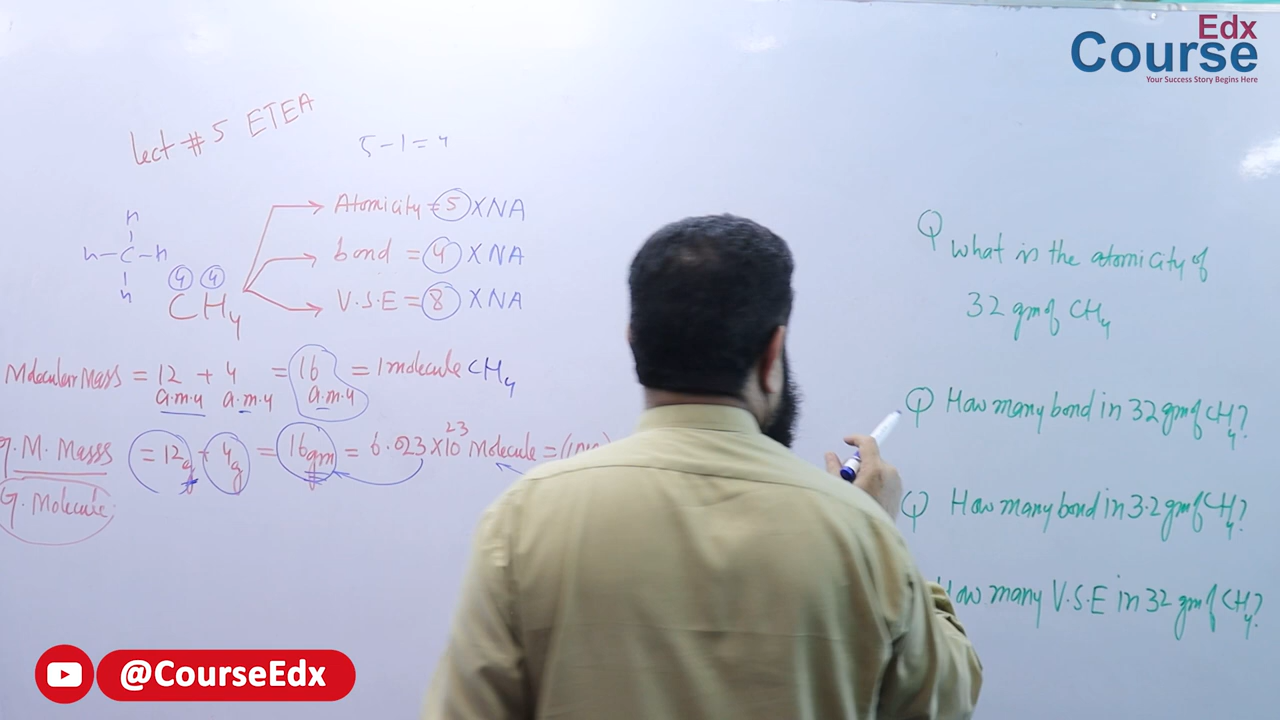 Edx
Course
Your Success Story Begins Here
Lect # 5 ETEA
5 - 1 = 4
Atomicity = 5 X NA
bond = 4 X NA
V.S.E = 8 X NA
H
H - C - H
H
4 4
CH4
Molecular Mass = 12 + 4 = 16 = 1 molecule CH4
a.m.u a.m.u a.m.u
g.M. Masss = 12g + 4g = 16gm = 6.023 X 10^23 Molecule =
G. Molecule
Q What is the atomicity of
32 gm of CH4
Q How many bond in 32 gm of CH4?
Q How many bond in 3.2 gm of CH4?
How many V.S.E in 32 gm of CH4?
@CourseEdx